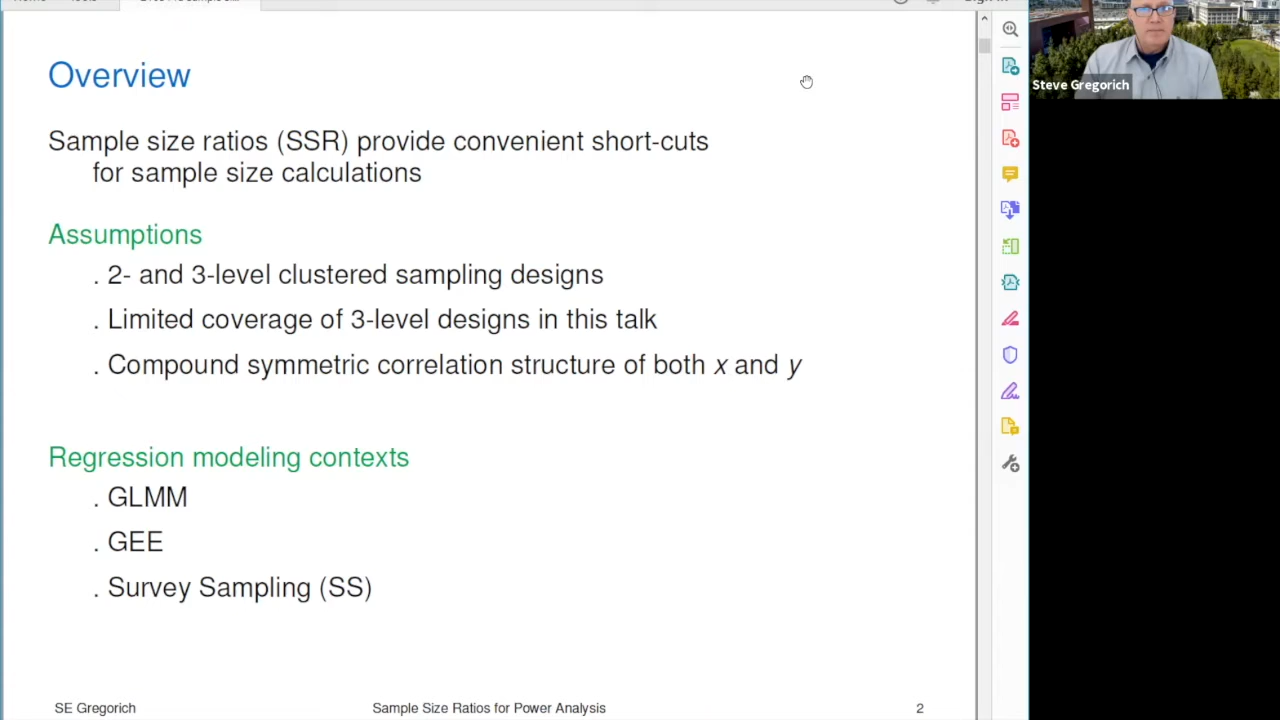 Overview
Sample size ratios (SSR) provide convenient short-cuts
for sample size calculations
Assumptions
. 2- and 3-level clustered sampling designs
. Limited coverage of 3-level designs in this talk
. Compound symmetric correlation structure of both x and y
Regression modeling contexts
. GLMM
. GEE
. Survey Sampling (SS)
SE Gregorich
Sample Size Ratios for Power Analysis
2
Steve Gregorich